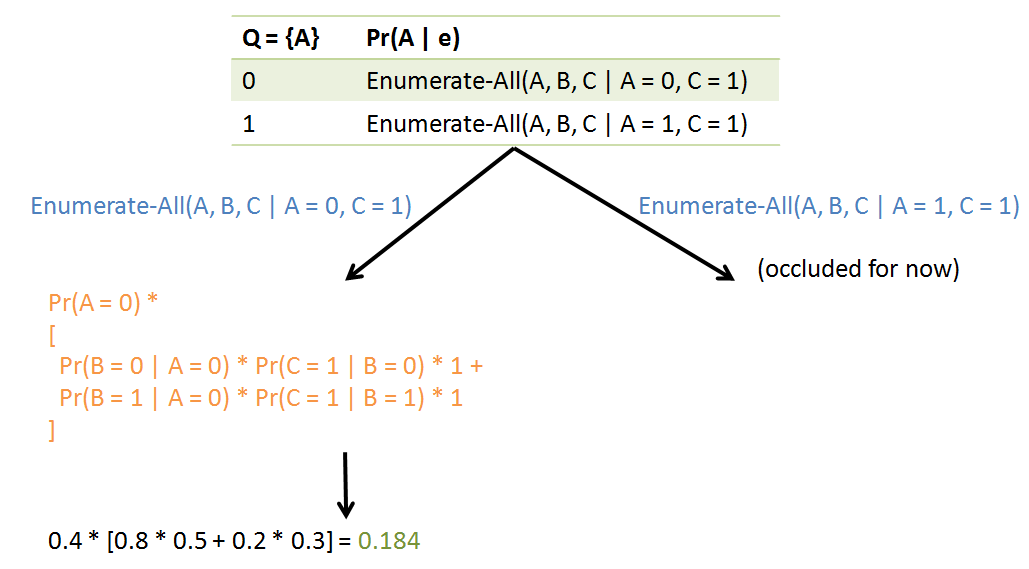 Q = {A} Pr(A | e)
0 Enumerate-All(A, B, C | A = 0, C = 1)
1 Enumerate-All(A, B, C | A = 1, C = 1)
Enumerate-All(A, B, C | A = 0, C = 1) Enumerate-All(A, B, C | A = 1, C = 1)
(occluded for now)
Pr(A = 0) *
[
Pr(B = 0 | A = 0) * Pr(C = 1 | B = 0) * 1 +
Pr(B = 1 | A = 0) * Pr(C = 1 | B = 1) * 1
]
0.4 * [0.8 * 0.5 + 0.2 * 0.3] = 0.184